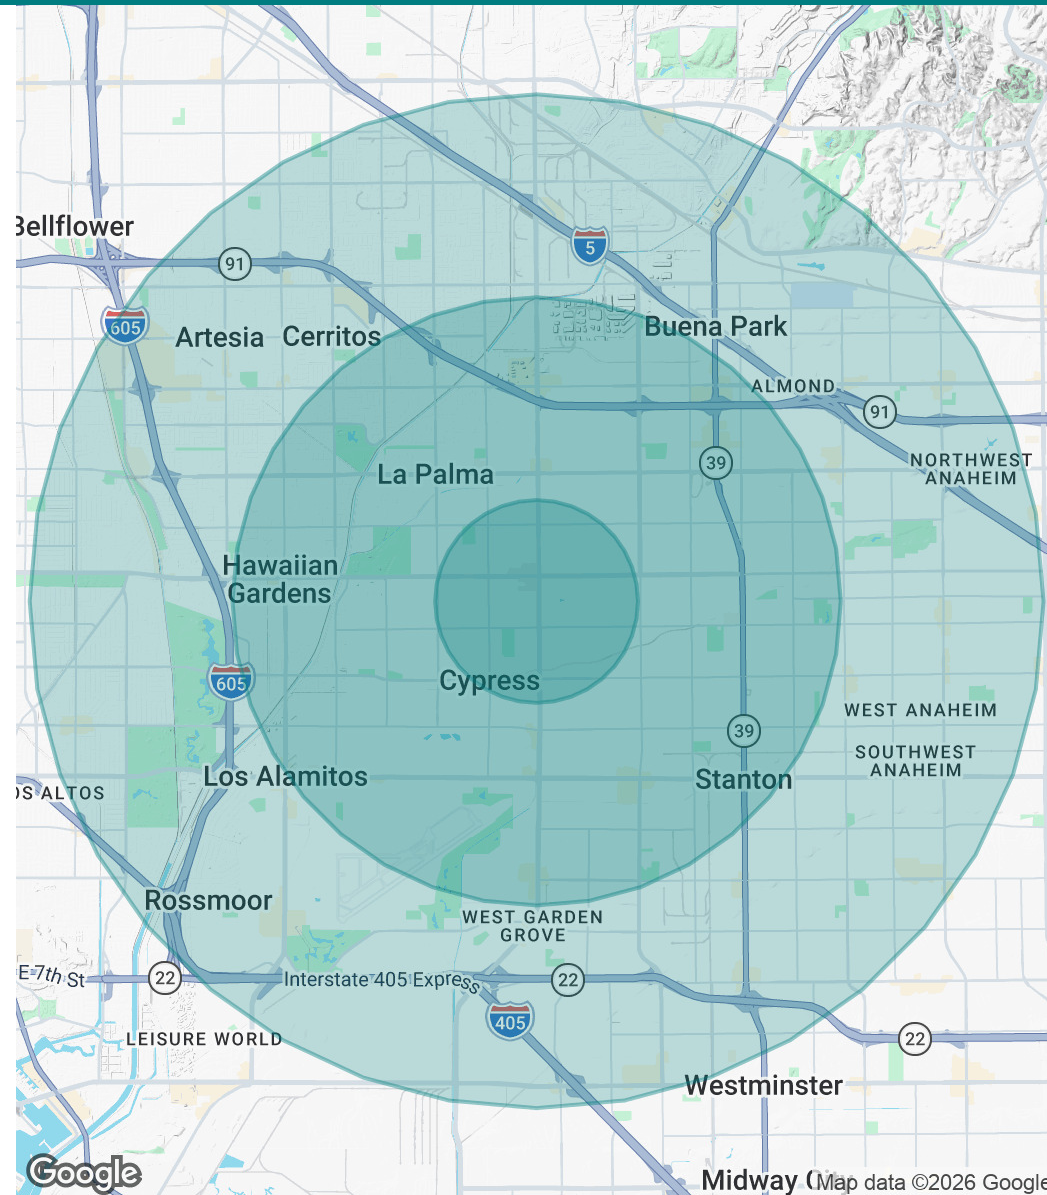 Bellflower
91
5
605
Artesia
Cerritos
Buena Park
ALMOND
91
39
NORTHWEST
ANAHEIM
La Palma
Hawaiian
Gardens
605
Cypress
WEST ANAHEIM
39
SOUTHWEST
ANAHEIM
Los Alamitos
Stanton
OS ALTOS
Rossmoor
WEST GARDEN
GROVE
E 7th St
22
Interstate 405 Express
22
405
LEISURE WORLD
22
Westminster
Midway
Google
Map data ©2026 Google